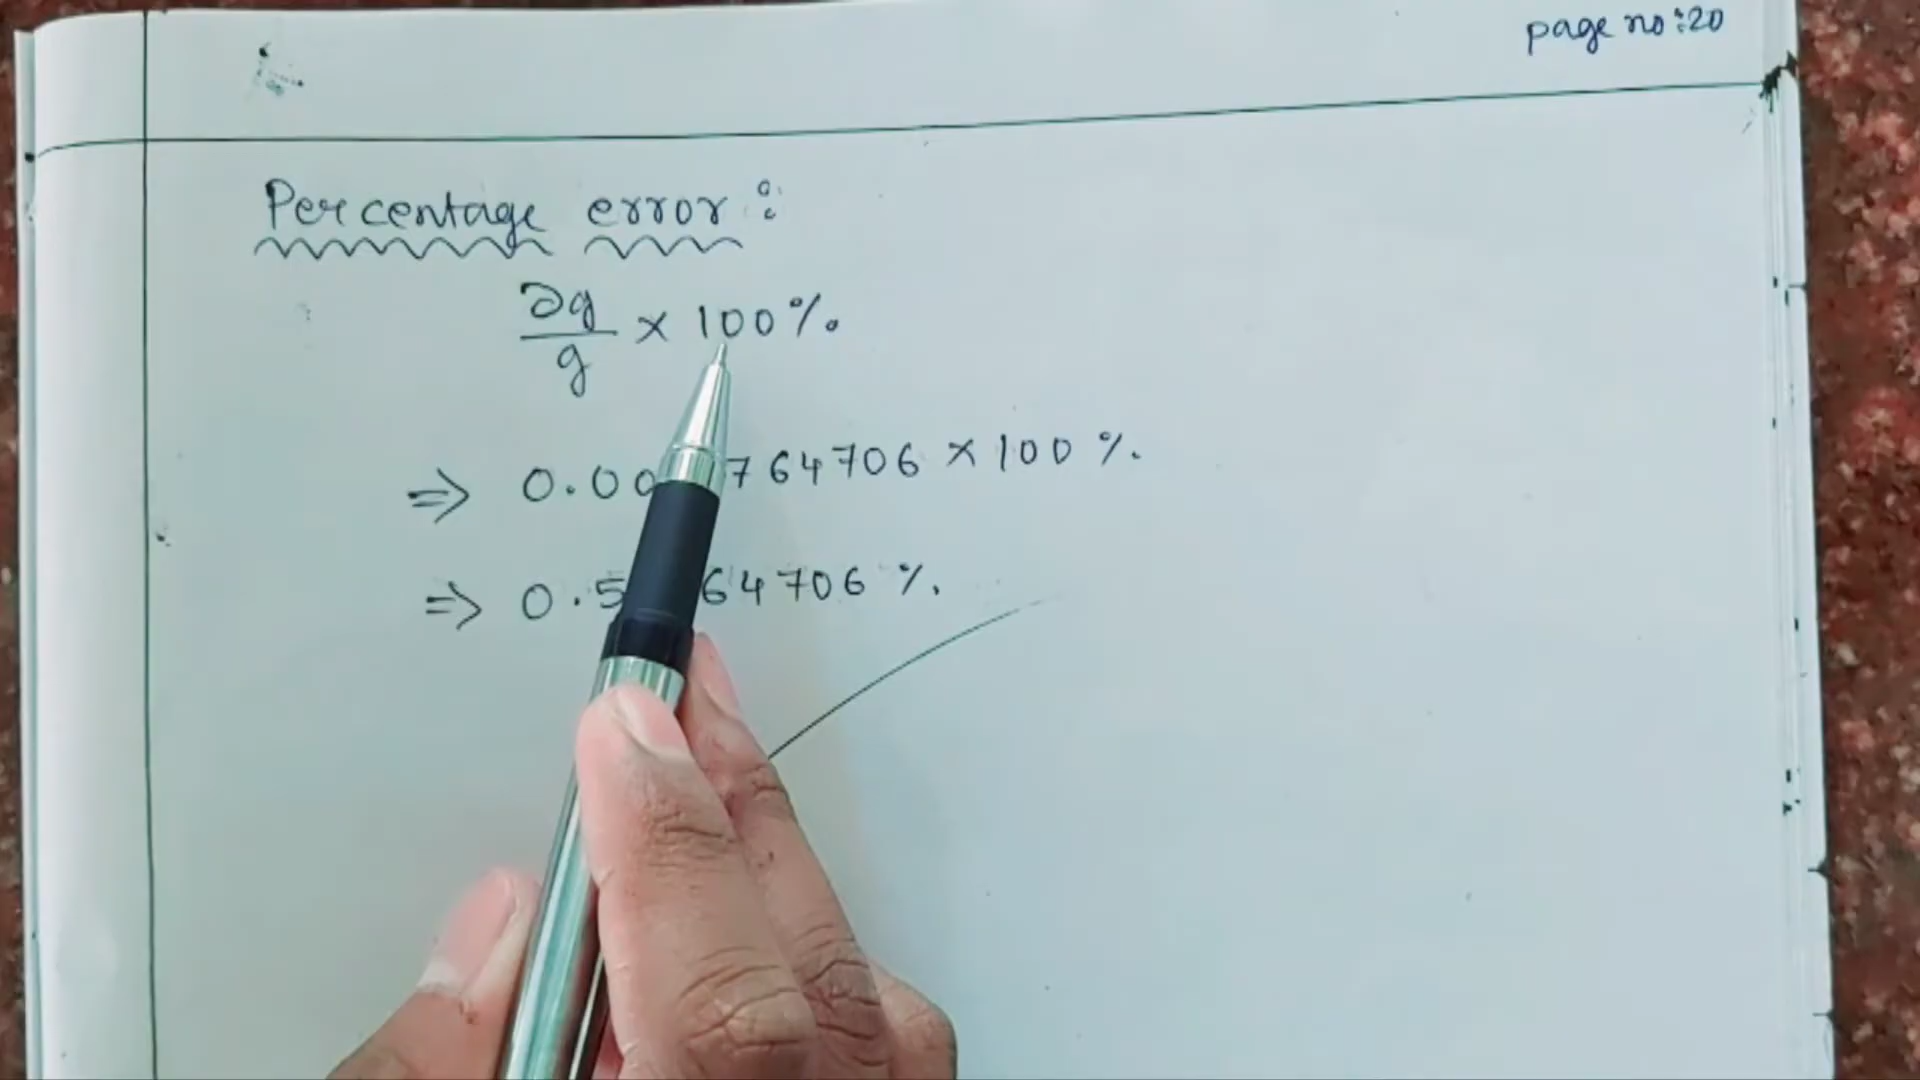 page no:20
Percentage error:
∂g/g × 100%.
⇒ 0.00 764706 × 100 %.
⇒ 0.5 64706 %.